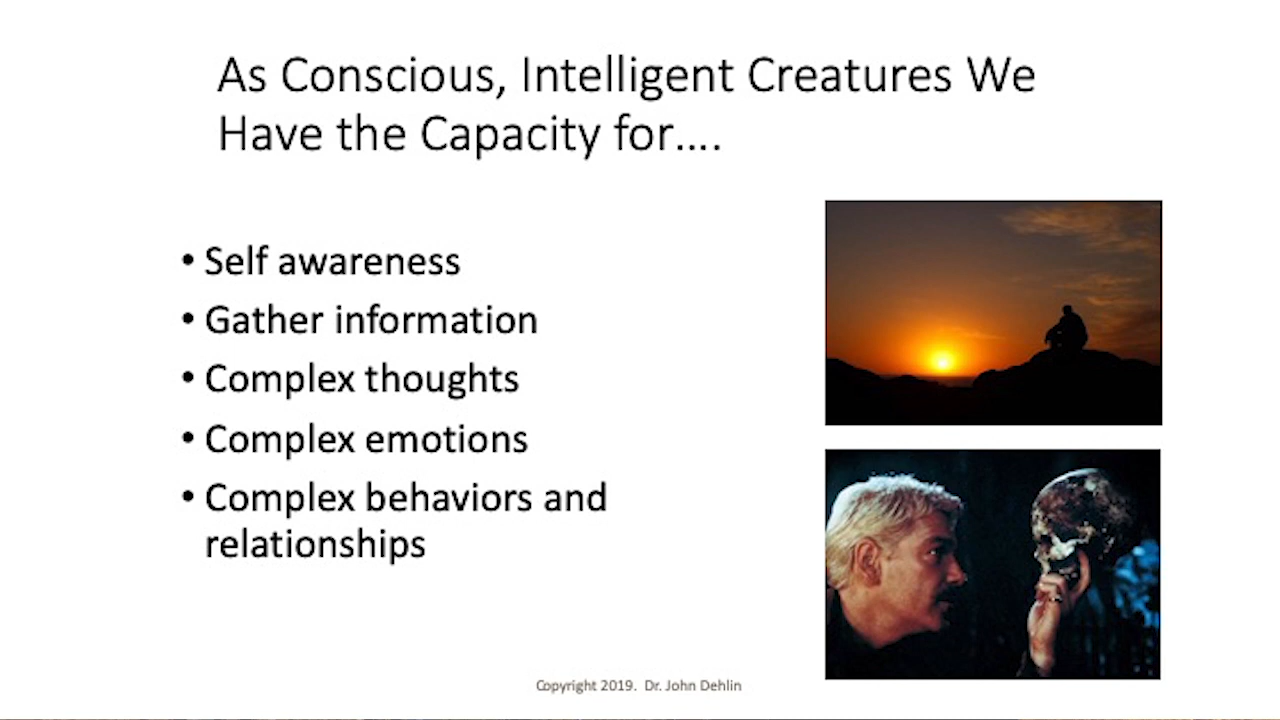 As Conscious, Intelligent Creatures We
Have the Capacity for....
• Self awareness
• Gather information
• Complex thoughts
• Complex emotions
• Complex behaviors and
relationships
Copyright 2019.  Dr. John Dehlin